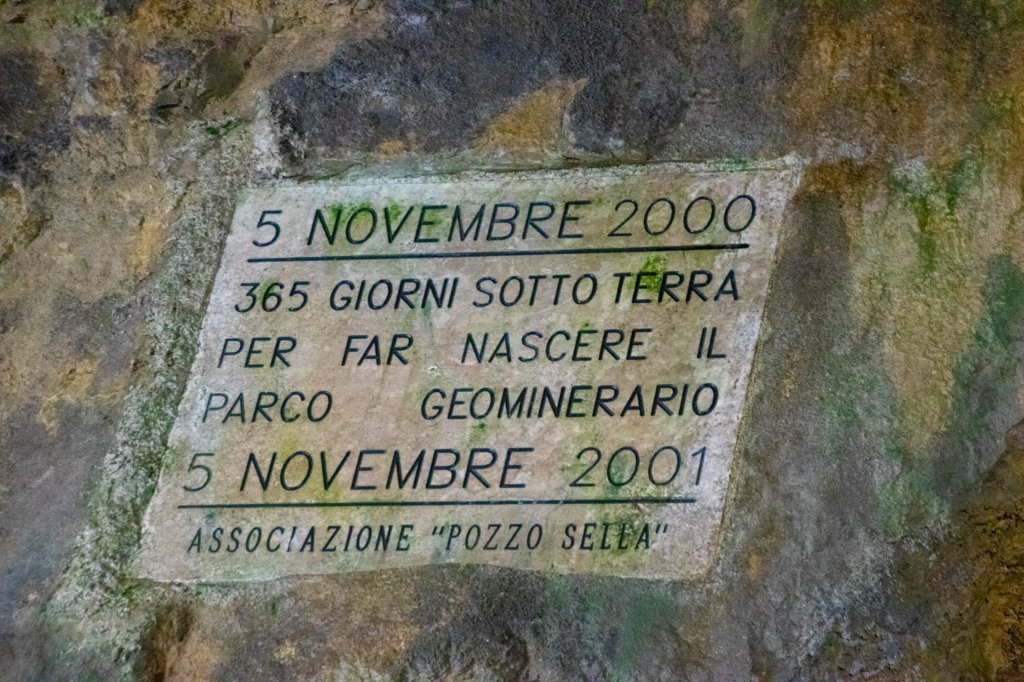 5 NOVEMBRE 2000
365 GIORNI SOTTO TERRA
PER FAR NASCERE IL
PARCO GEOMINERARIO
5 NOVEMBRE 2001
ASSOCIAZIONE "POZZO SELLA"